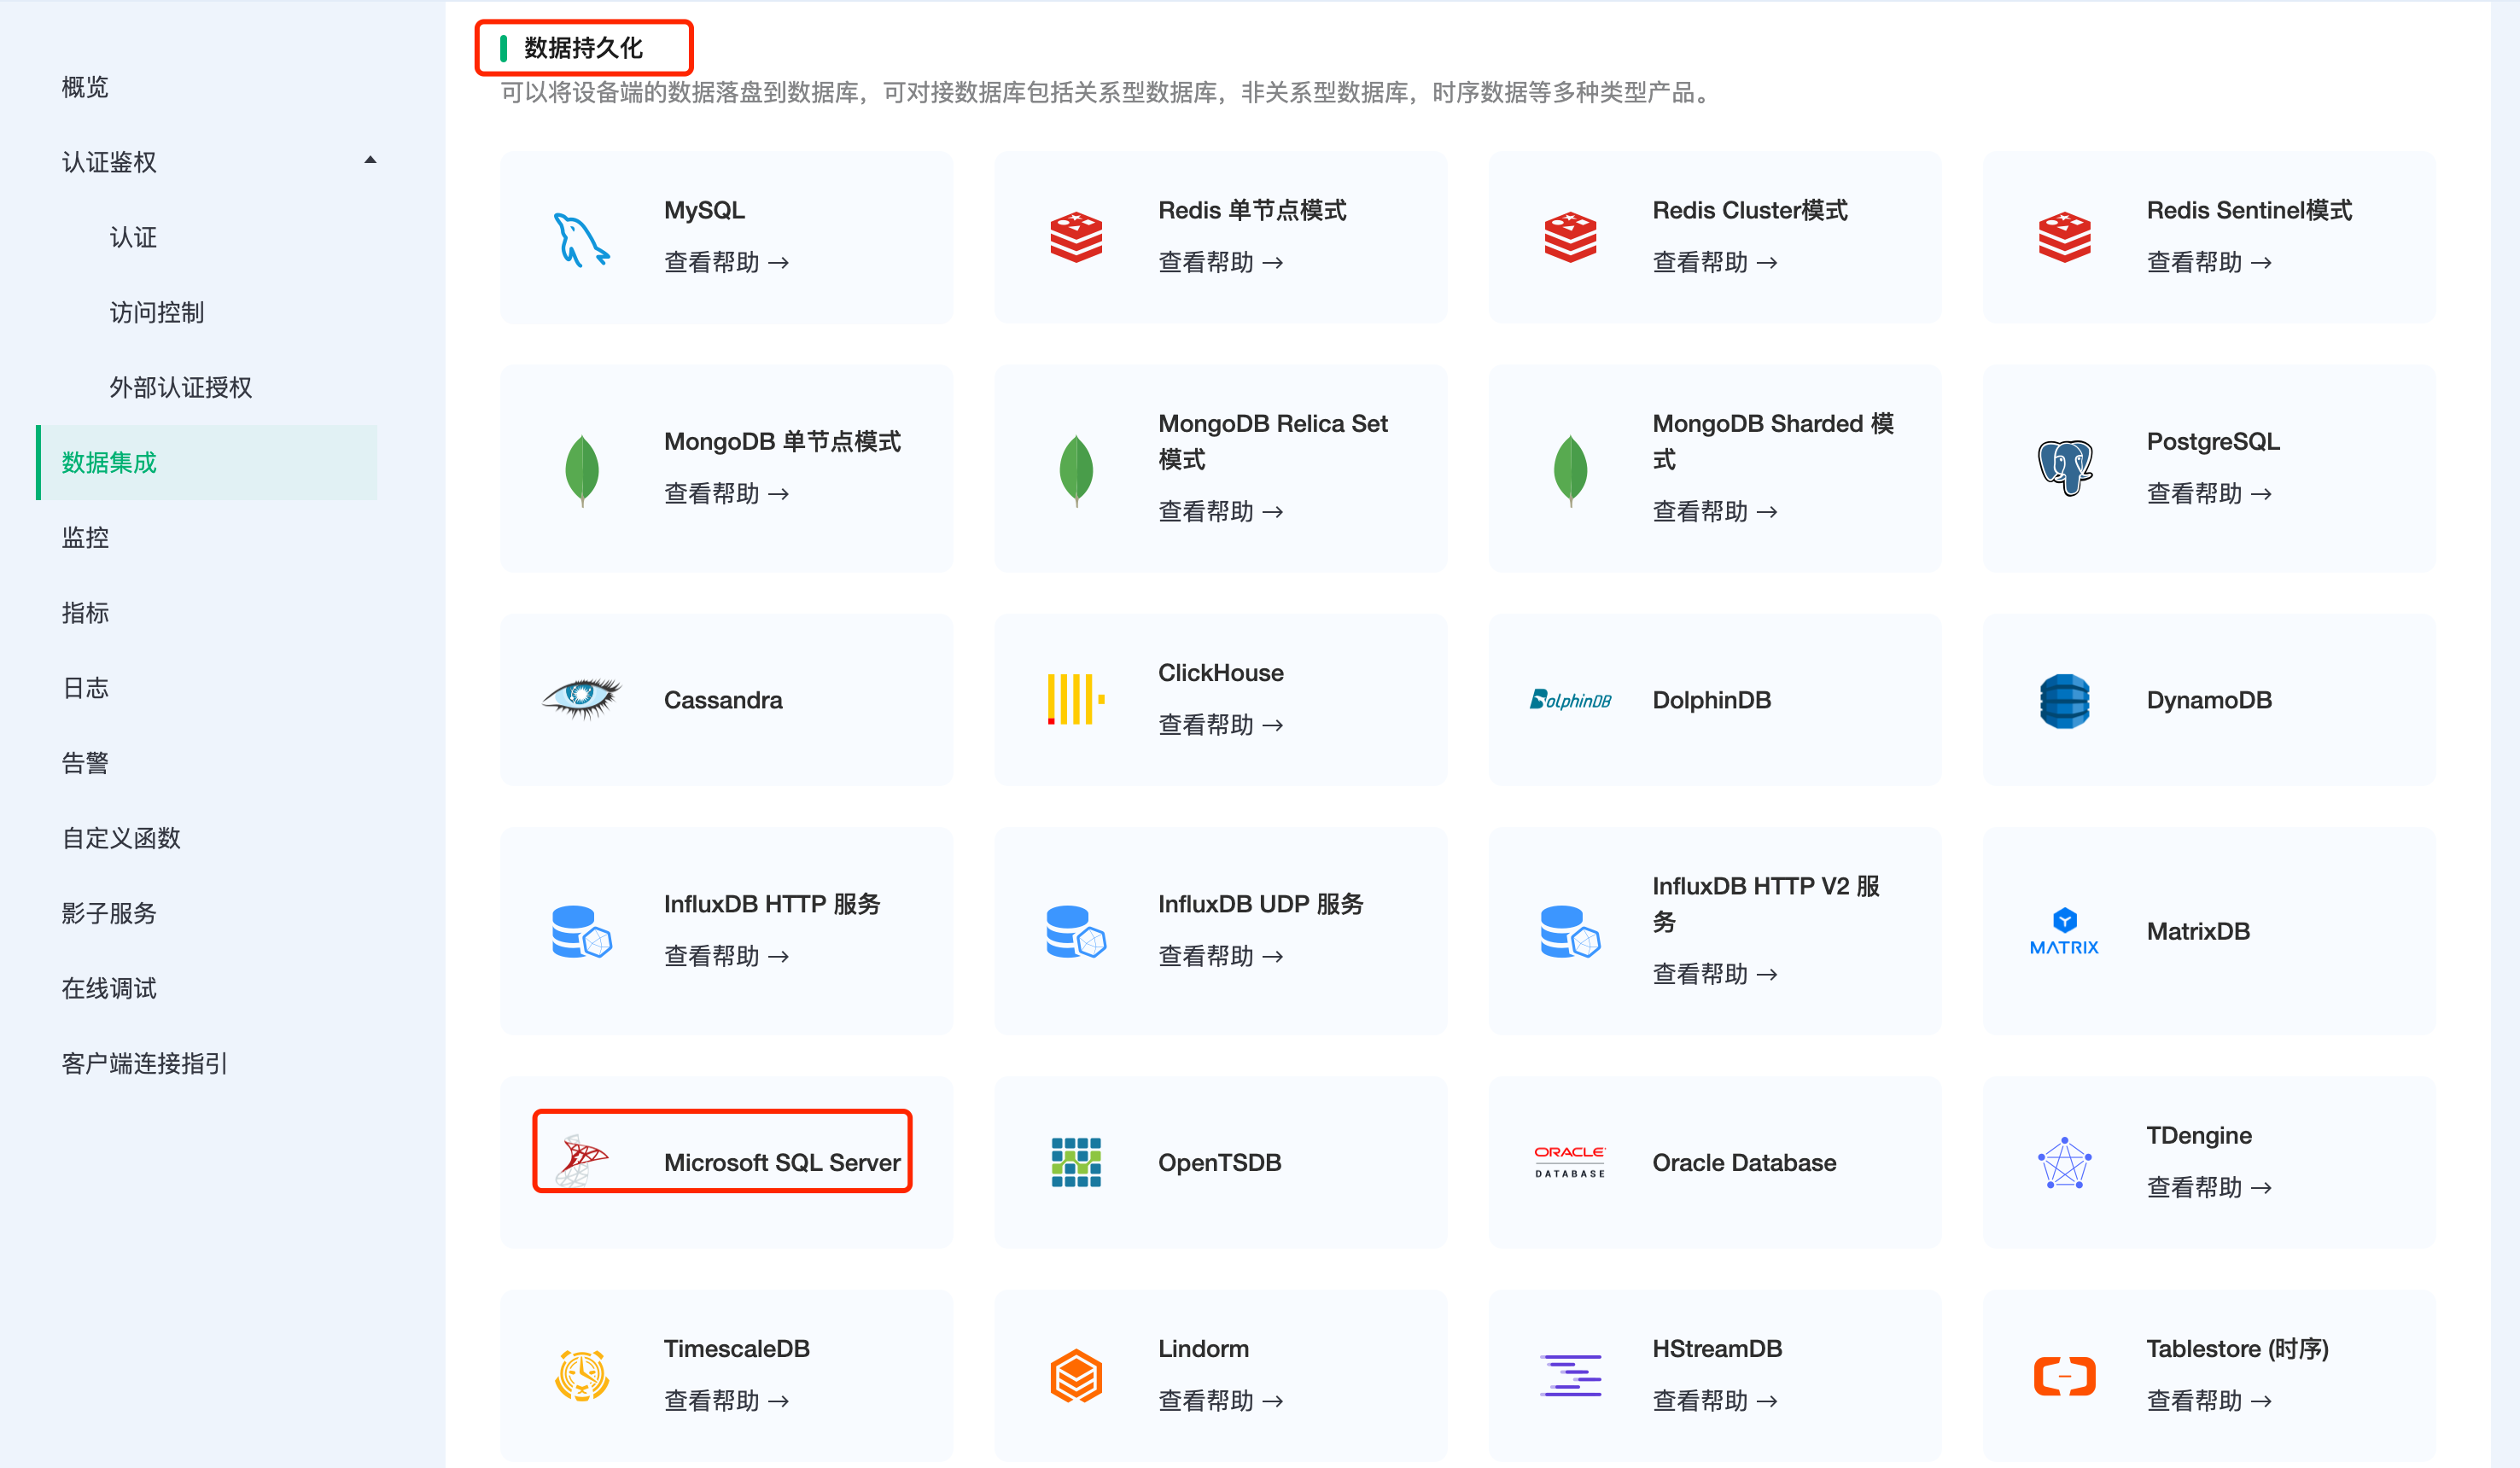 概览
认证鉴权
认证
访问控制
外部认证授权
数据集成
监控
指标
日志
告警
自定义函数
影子服务
在线调试
客户端连接指引
数据持久化
可以将设备端的数据落盘到数据库，可对接数据库包括关系型数据库，非关系型数据库，时序数据等多种类型产品。
MySQL
查看帮助 →
Redis 单节点模式
查看帮助 →
Redis Cluster模式
查看帮助 →
Redis Sentinel模式
查看帮助 →
MongoDB 单节点模式
查看帮助 →
MongoDB Relica Set
模式
查看帮助 →
MongoDB Sharded 模
式
查看帮助 →
PostgreSQL
查看帮助 →
Cassandra
ClickHouse
查看帮助 →
DolphinDB
DolphinDB
DynamoDB
InfluxDB HTTP 服务
查看帮助 →
InfluxDB UDP 服务
查看帮助 →
InfluxDB HTTP V2 服
务
查看帮助 →
MATRIX
MatrixDB
Microsoft SQL Server
OpenTSDB
ORACLE
DATABASE
Oracle Database
TDengine
查看帮助 →
TimescaleDB
查看帮助 →
Lindorm
查看帮助 →
HStreamDB
查看帮助 →
Tablestore (时序)
查看帮助 →